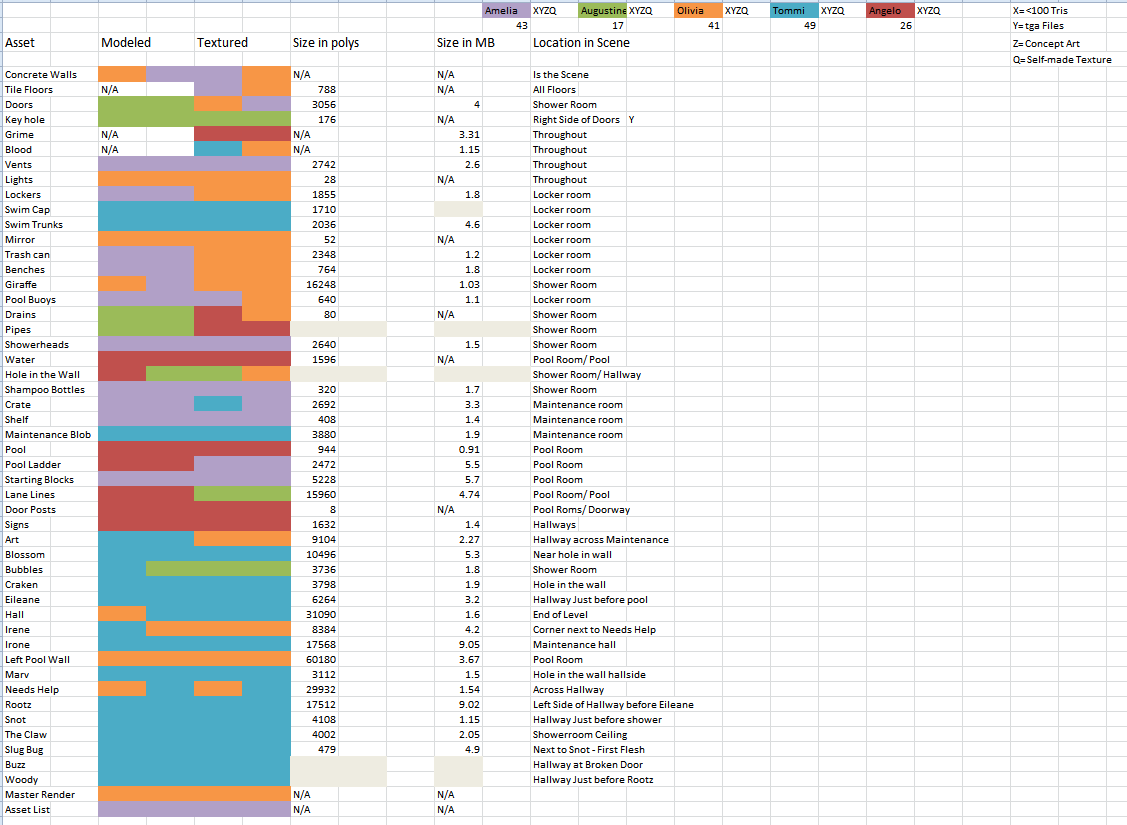 Amelia XYZQ Augustine XYZQ Olivia XYZQ Tommi XYZQ Angelo XYZQ X=<100 Tris
43 17 41 49 26 Y=tga Files
Asset Modeled Textured Size in polys Size in MB Location in Scene Z=Concept Art
Q=Self-made Texture
Concrete Walls N/A N/A Is the Scene
Tile Floors N/A 788 N/A All Floors
Doors 3056 4 Shower Room
Key hole 176 N/A Right Side of Doors Y
Grime N/A N/A 3.31 Throughout
Blood N/A N/A 1.15 Throughout
Vents 2742 2.6 Throughout
Lights 28 N/A Throughout
Lockers 1855 1.8 Locker room
Swim Cap 1710 Locker room
Swim Trunks 2036 4.6 Locker room
Mirror 52 N/A Locker room
Trash can 2348 1.2 Locker room
Benches 764 1.8 Locker room
Giraffe 16248 1.03 Shower Room
Pool Buoys 640 1.1 Locker room
Drains 80 N/A Shower Room
Pipes Shower Room
Showerheads 2640 1.5 Shower Room
Water 1596 N/A Pool Room/ Pool
Hole in the Wall Shower Room/ Hallway
Shampoo Bottles 320 1.7 Shower Room
Crate 2692 3.3 Maintenance room
Shelf 408 1.4 Maintenance room
Maintenance Blob 3880 1.9 Maintenance room
Pool 944 0.91 Pool Room
Pool Ladder 2472 5.5 Pool Room
Starting Blocks 5228 5.7 Pool Room
Lane Lines 15960 4.74 Pool Room/ Pool
Door Posts 8 N/A Pool Roms/ Doorway
Signs 1632 1.4 Hallways
Art 9104 2.27 Hallway across Maintenance
Blossom 10496 5.3 Near hole in wall
Bubbles 3736 1.8 Shower Room
Craken 3798 1.9 Hole in the wall
Eileane 6264 3.2 Hallway Just before pool
Hall 31090 1.6 End of Level
Irene 8384 4.2 Corner next to Needs Help
Irone 17568 9.05 Maintenance hall
Left Pool Wall 60180 3.67 Pool Room
Marv 3112 1.5 Hole in the wall hallside
Needs Help 29932 1.54 Across Hallway
Rootz 17512 9.02 Left Side of Hallway before Eileane
Snot 4108 1.15 Hallway Just before shower
The Claw 4002 2.05 Showerroom Ceiling
Slug Bug 479 4.9 Next to Snot - First Flesh
Buzz Hallway at Broken Door
Woody Hallway Just before Rootz
Master Render N/A N/A
Asset List N/A N/A